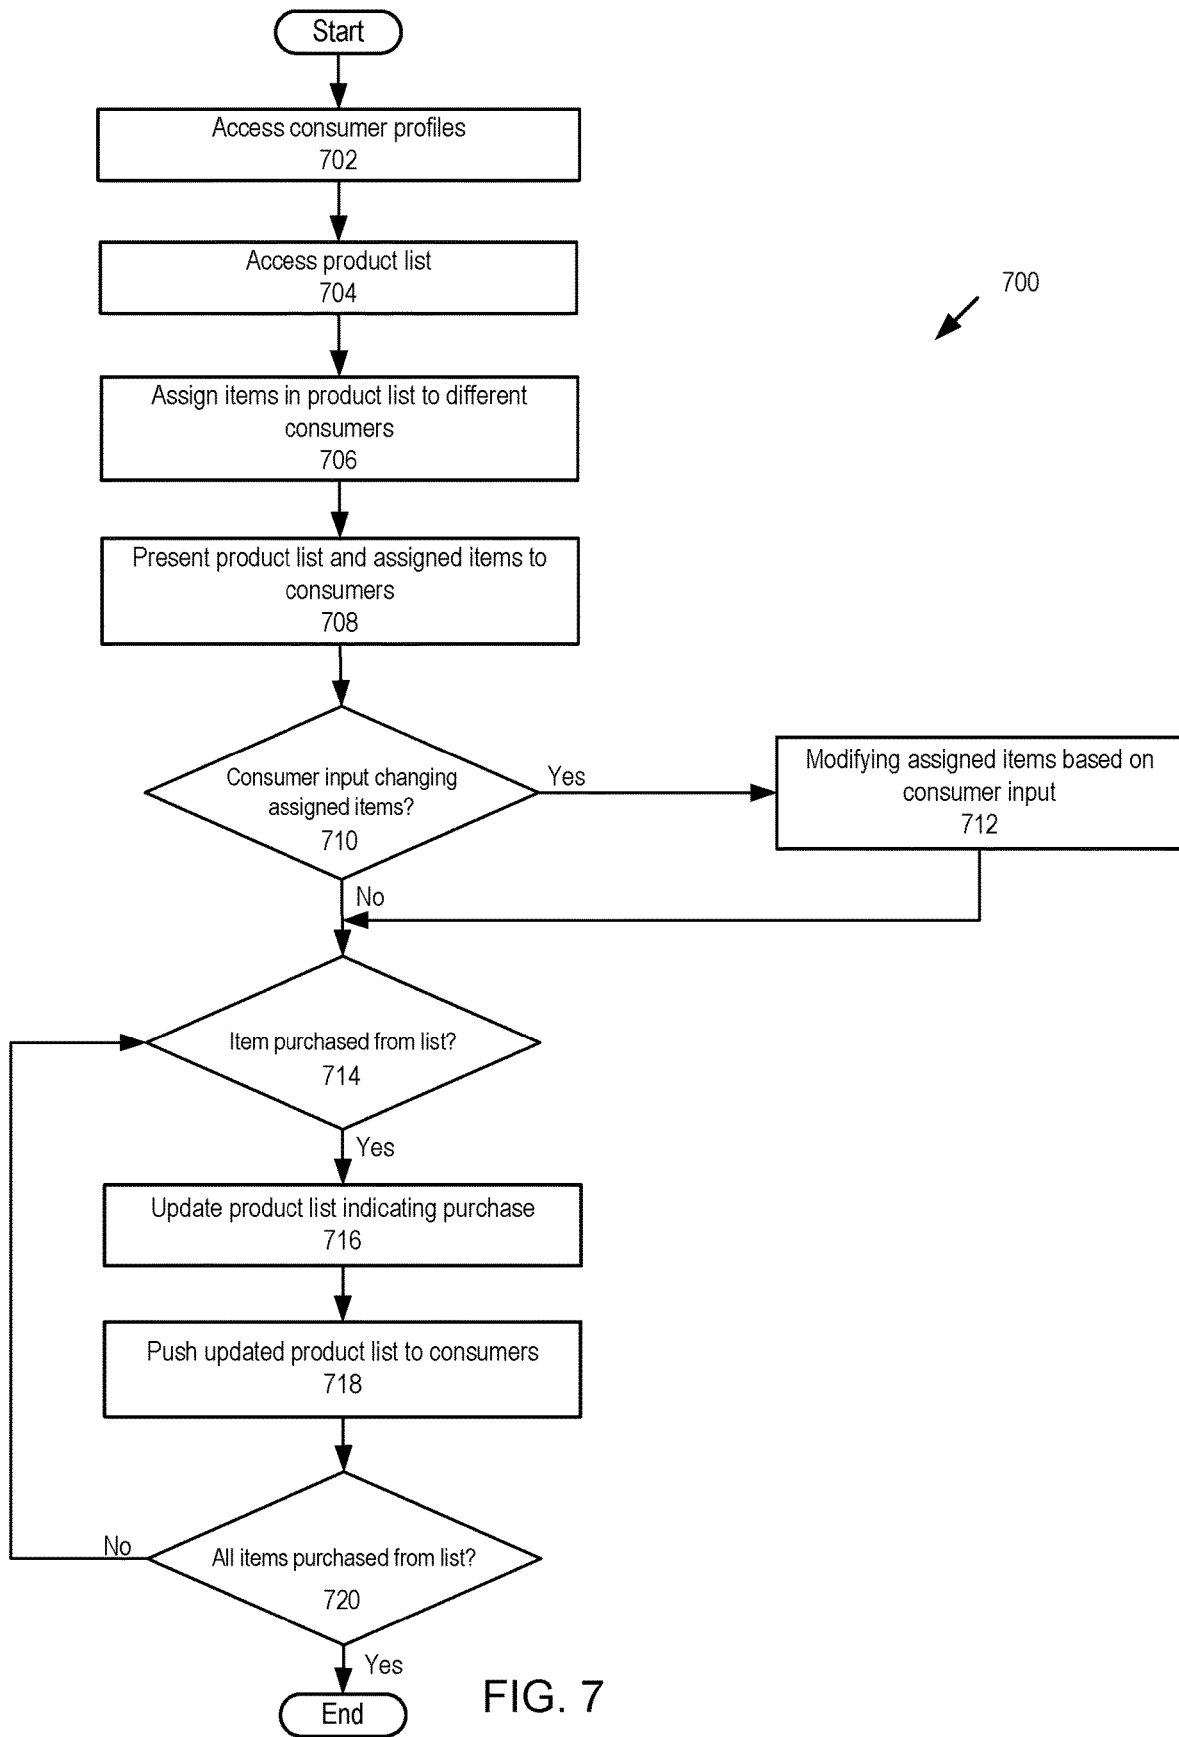 Start
Access consumer profiles
702
Access product list
704
700
Assign items in product list to different
consumers
706
Present product list and assigned items to
consumers
708
Consumer input changing
assigned items?
710
Yes
Modifying assigned items based on
consumer input
712
No
Item purchased from list?
714
Yes
Update product list indicating purchase
716
Push updated product list to consumers
718
No
All items purchased from list?
720
Yes
End
FIG. 7